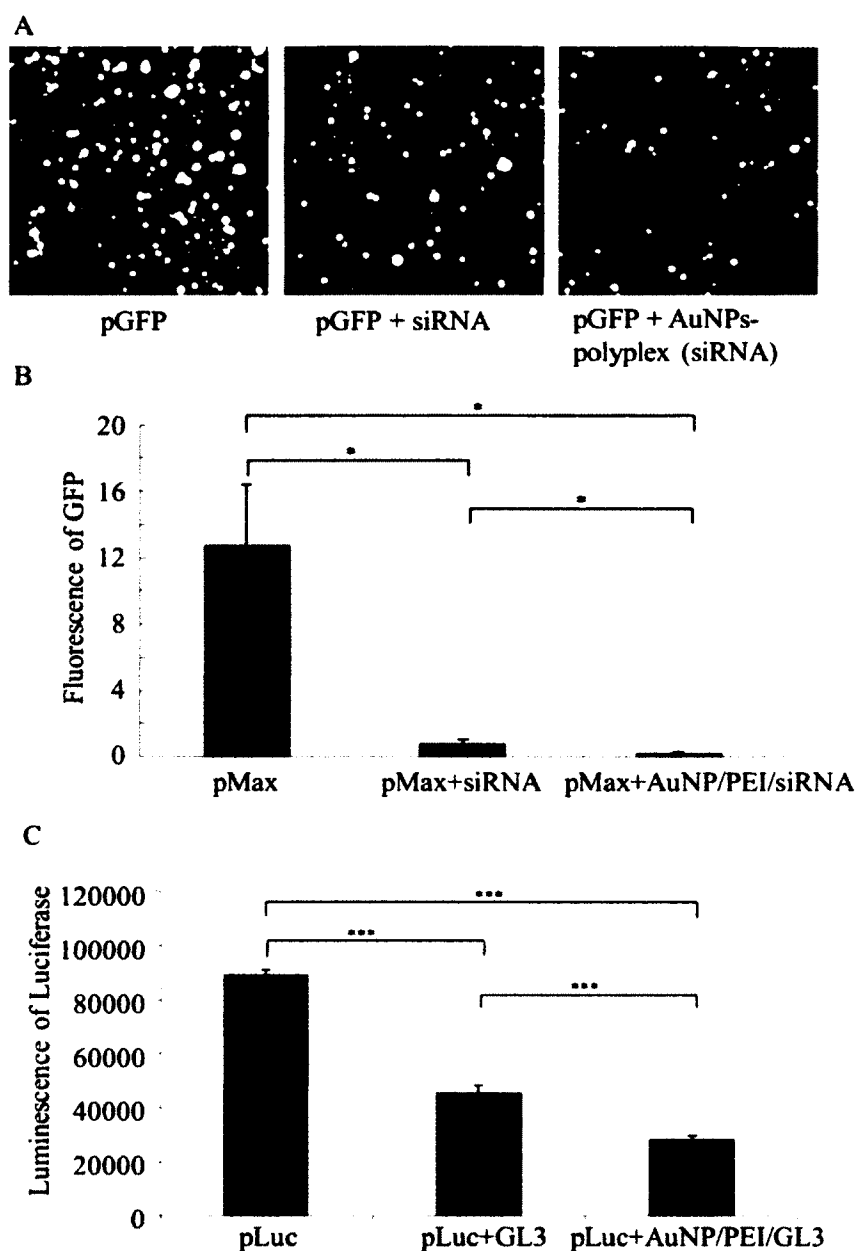 A
pGFP
pGFP + siRNA
pGFP + AuNPs-
polyplex (siRNA)
B
Fluorescence of GFP
20
16
12
8
4
0
*
*
*
pMax
pMax+siRNA
pMax+AuNP/PEI/siRNA
C
Luminescence of Luciferase
120000
100000
80000
60000
40000
20000
0
***
***
***
pLuc
pLuc+GL3
pLuc+AuNP/PEI/GL3